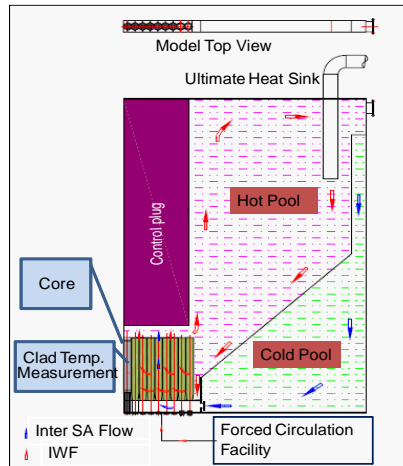 Model Top View
Ultimate Heat Sink
Control plug
Hot Pool
Core
Cold Pool
Clad Temp.
Measurement
Inter SA Flow
IWF
Forced Circulation
Facility